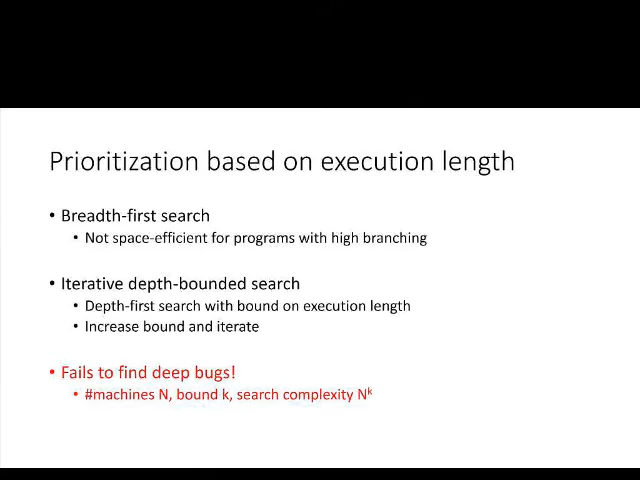 Prioritization based on execution length
• Breadth-first search
• Not space-efficient for programs with high branching
• Iterative depth-bounded search
• Depth-first search with bound on execution length
• Increase bound and iterate
• Fails to find deep bugs!
• #machines N, bound k, search complexity Nᵏ